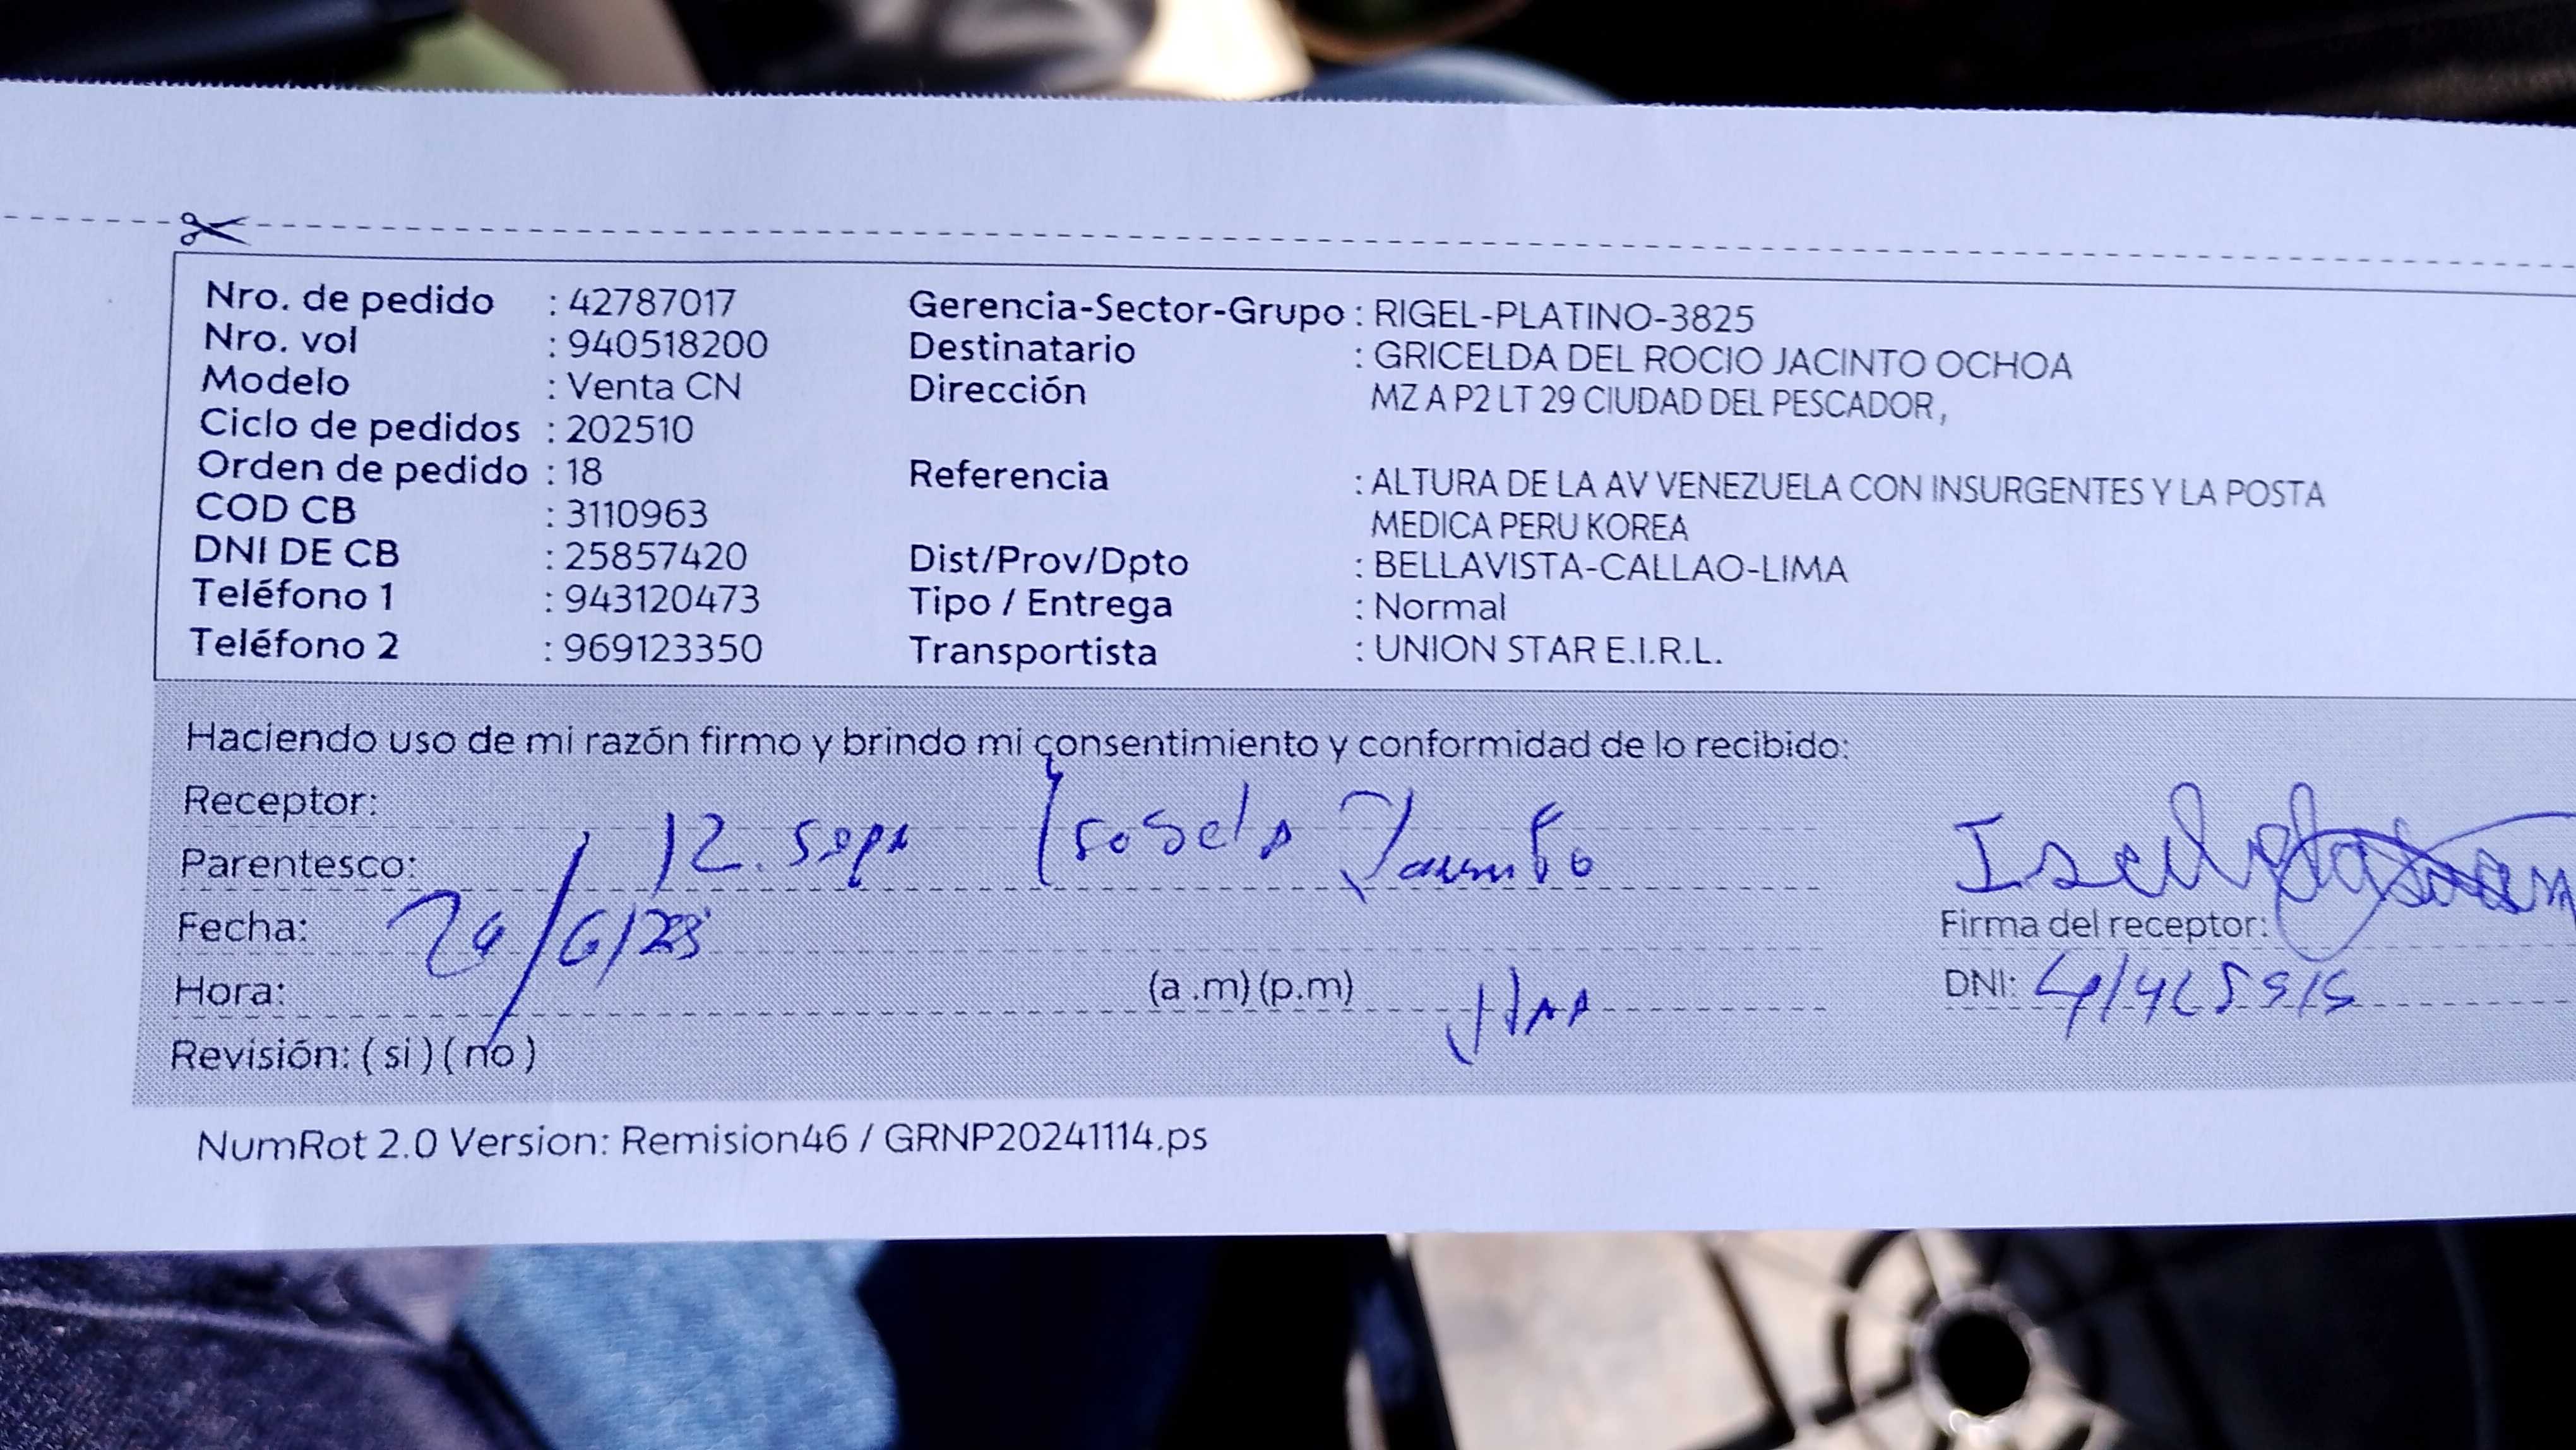 Nro. de pedido : 42787017
Nro. vol : 940518200
Modelo : Venta CN
Ciclo de pedidos : 202510
Orden de pedido : 18
COD CB : 3110963
DNI DE CB : 25857420
Teléfono 1 : 943120473
Teléfono 2 : 969123350
Gerencia-Sector-Grupo : RIGEL-PLATINO-3825
Destinatario : GRICELDA DEL ROCIO JACINTO OCHOA
Dirección MZ A P2 LT 29 CIUDAD DEL PESCADOR,
Referencia : ALTURA DE LA AV VENEZUELA CON INSURGENTES Y LA POSTA
MEDICA PERU KOREA
Dist/Prov/Dpto : BELLAVISTA-CALLAO-LIMA
Tipo / Entrega : Normal
Transportista : UNION STAR E.I.R.L.
Haciendo uso de mi razón firmo y brindo mi consentimiento y conformidad de lo recibido:
Receptor:
Parentesco:
Fecha:
Hora: (a .m) (p.m)
Revisión: ( si ) ( no )
Firma del receptor:
DNI:
NumRot 2.0 Version: Remision46 / GRNP20241114.ps